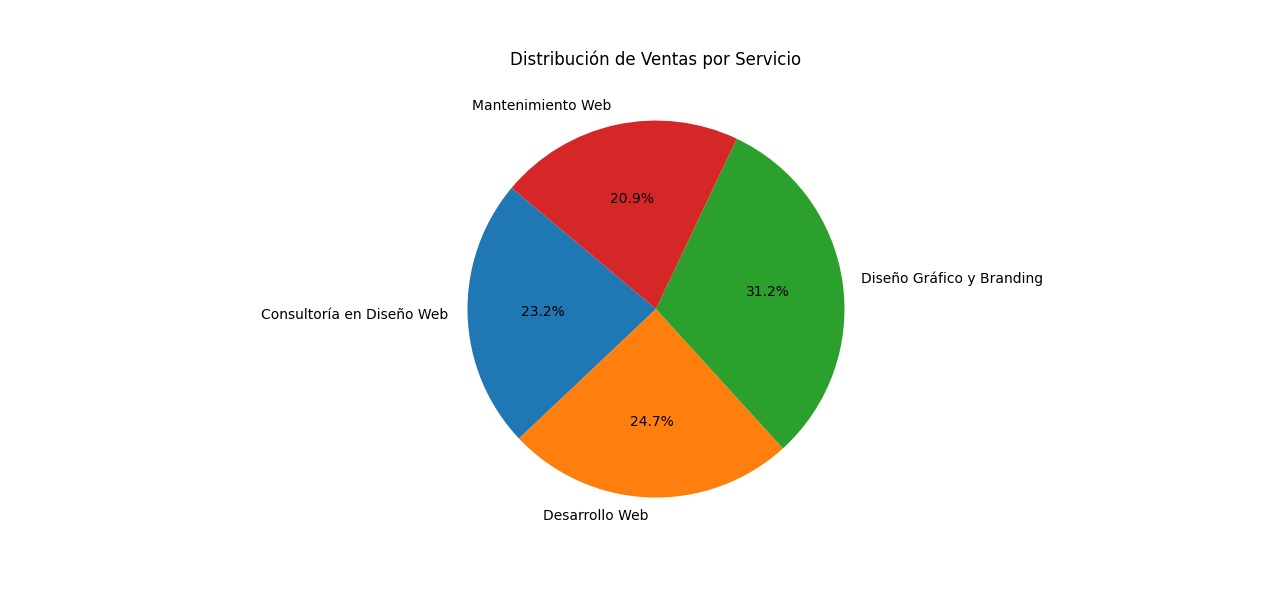 Distribución de Ventas por Servicio
Mantenimiento Web
20.9%
Diseño Gráfico y Branding
31.2%
Consultoría en Diseño Web
23.2%
24.7%
Desarrollo Web